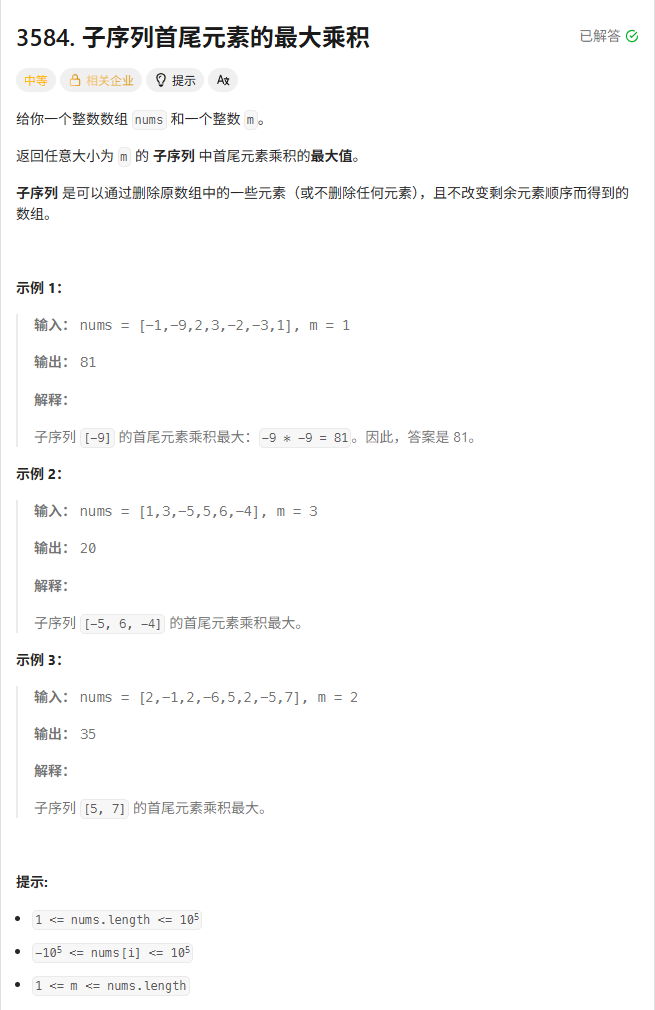 3584. 子序列首尾元素的最大乘积
已解答
中等 相关企业 提示 Aあ
给你一个整数数组 nums 和一个整数 m。
返回任意大小为 m 的 子序列 中首尾元素乘积的最大值。
子序列 是可以通过删除原数组中的一些元素（或不删除任何元素），且不改变剩余元素顺序而得到的
数组。
示例 1：
输入： nums = [-1,-9,2,3,-2,-3,1], m = 1
输出： 81
解释：
子序列 [-9] 的首尾元素乘积最大：-9 * -9 = 81。因此，答案是 81。
示例 2：
输入： nums = [1,3,-5,5,6,-4], m = 3
输出： 20
解释：
子序列 [-5, 6, -4] 的首尾元素乘积最大。
示例 3：
输入： nums = [2,-1,2,-6,5,2,-5,7], m = 2
输出： 35
解释：
子序列 [5, 7] 的首尾元素乘积最大。
提示:
• 1 <= nums.length <= 10⁵
• -10⁵ <= nums[i] <= 10⁵
• 1 <= m <= nums.length